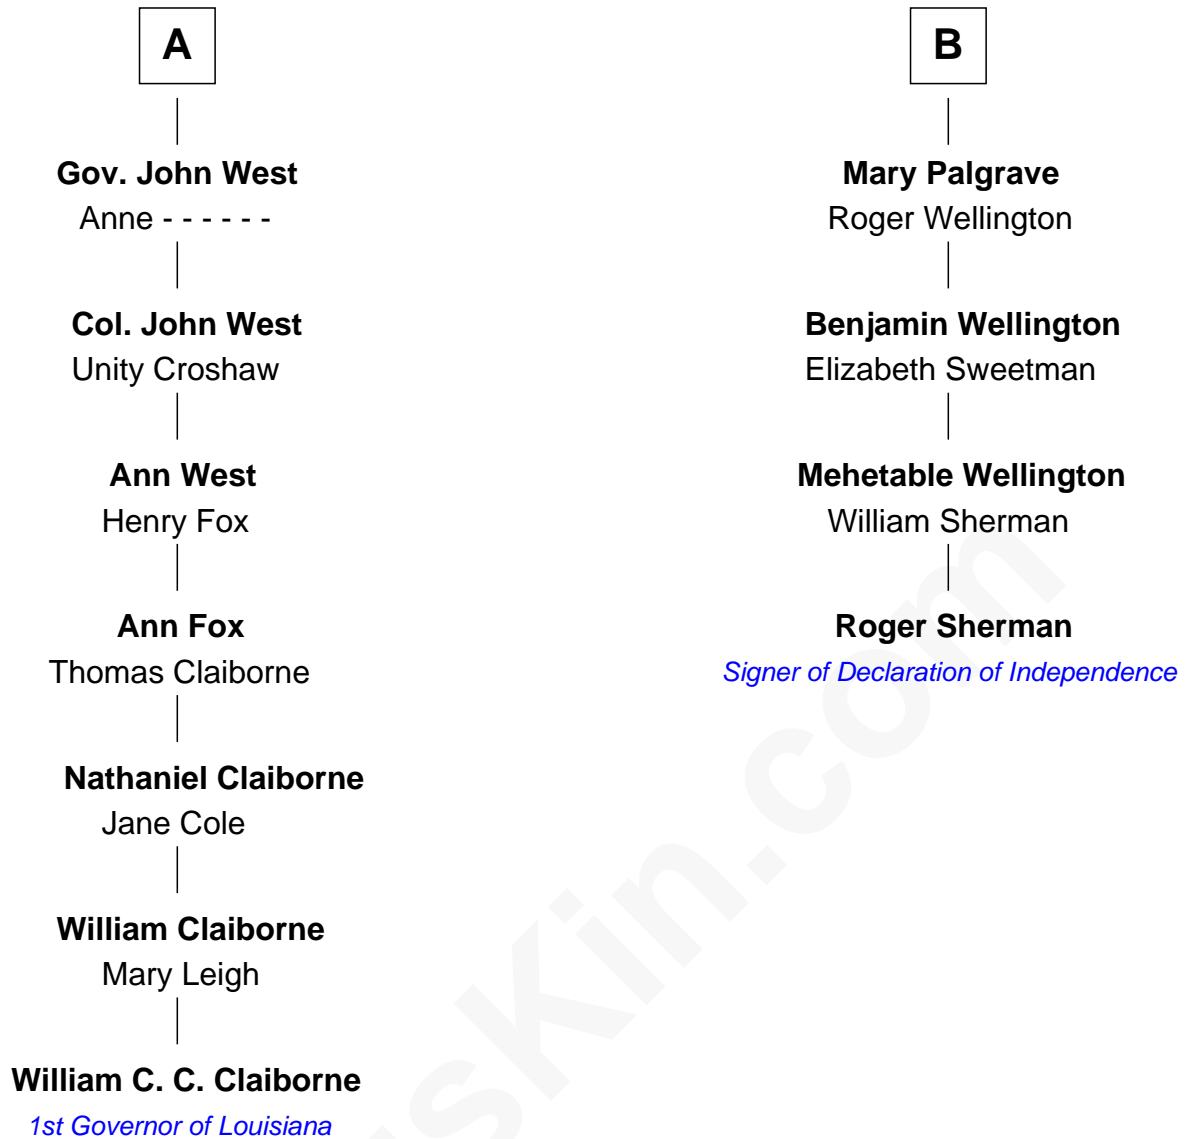 A
Gov. John West
Anne - - - - - -
Col. John West
Unity Croshaw
Ann West
Henry Fox
Ann Fox
Thomas Claiborne
Nathaniel Claiborne
Jane Cole
William Claiborne
Mary Leigh
William C. C. Claiborne
1st Governor of Louisiana
B
Mary Palgrave
Roger Wellington
Benjamin Wellington
Elizabeth Sweetman
Mehetable Wellington
William Sherman
Roger Sherman
Signer of Declaration of Independence
sKin.com